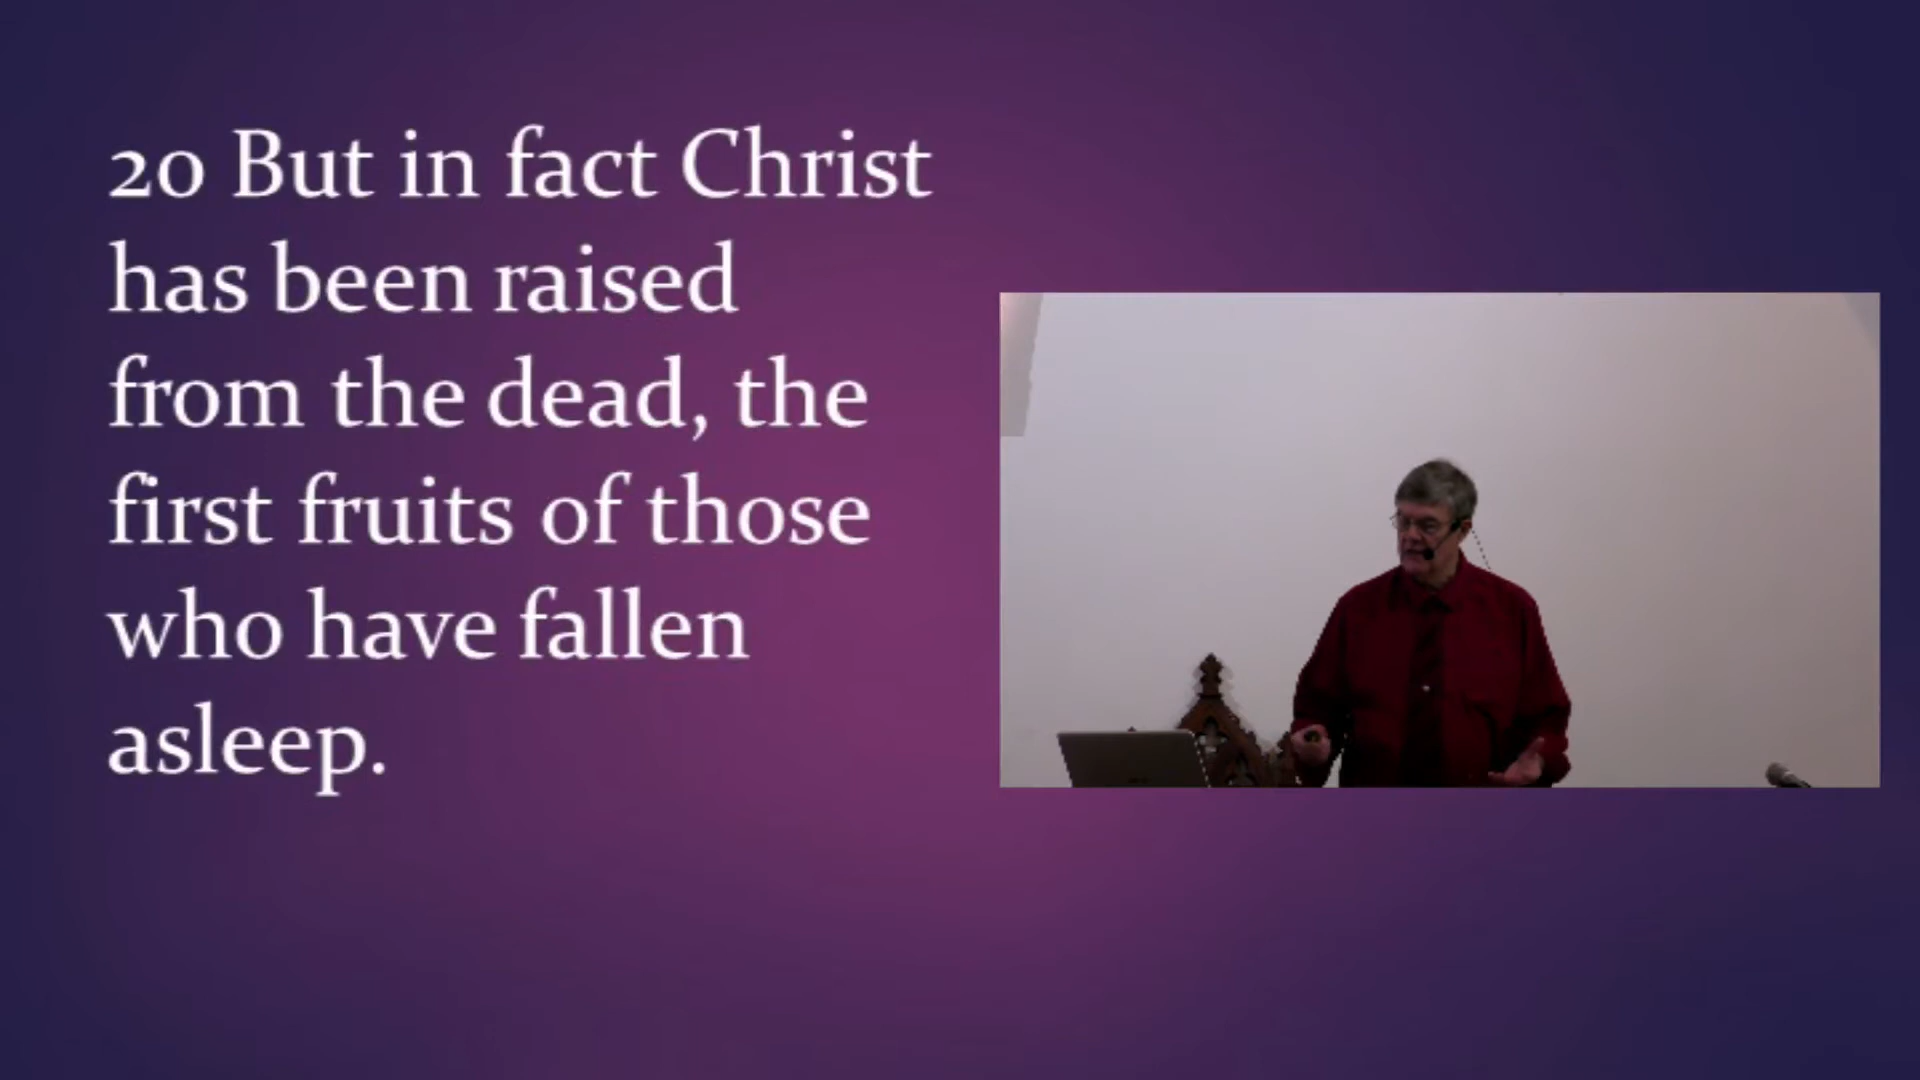 20 But in fact Christ
has been raised
from the dead, the
first fruits of those
who have fallen
asleep.